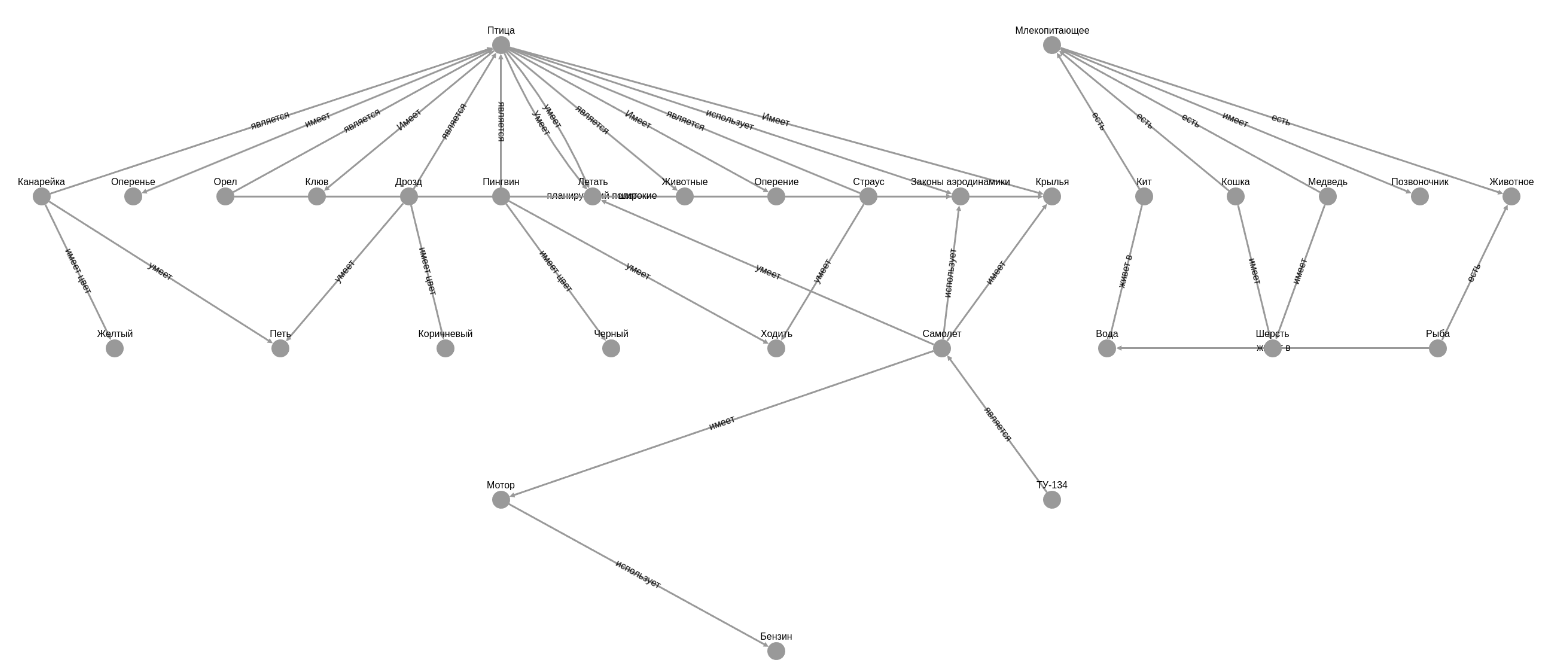 Птица
Млекопитающее
является
имеет
является
Имеет
является
является
Умеет
умеет
является
Имеет
является
использует
Имеет
есть
есть
есть
имеет
есть
Канарейка
Оперенье
Орел
Клюв
Дрозд
Пингвин
Летать
Животные
Оперение
Страус
Законы аэродинамики
Крылья
Кит
Кошка
Медведь
Позвоночник
Животное
широкие
имеет цвет
умеет
умеет
имеет цвет
имеет цвет
умеет
умеет
умеет
использует
имеет
живет в
имеет
имеет
есть
Желтый
Петь
Коричневый
Черный
Ходить
Самолет
Вода
Шерсть
Рыба
имеет
является
Мотор
ТУ-134
использует
Бензин